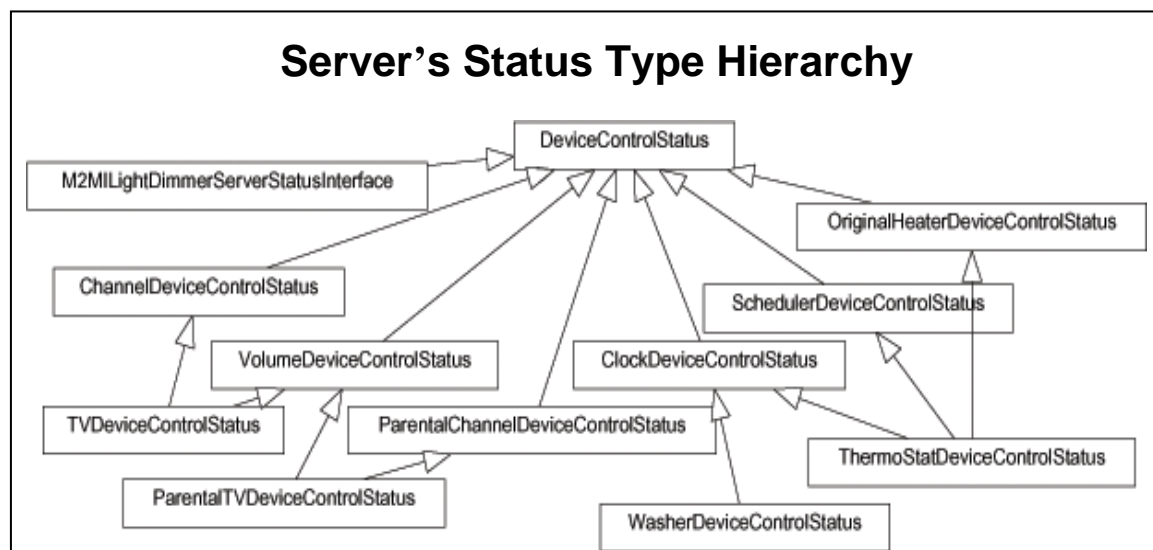 Server’s Status Type Hierarchy
DeviceControlStatus
M2MILightDimmerServerStatusInterface
OriginalHeaterDeviceControlStatus
ChannelDeviceControlStatus
SchedulerDeviceControlStatus
VolumeDeviceControlStatus
ClockDeviceControlStatus
TVDeviceControlStatus
ParentalChannelDeviceControlStatus
ThermoStatDeviceControlStatus
ParentalTVDeviceControlStatus
WasherDeviceControlStatus